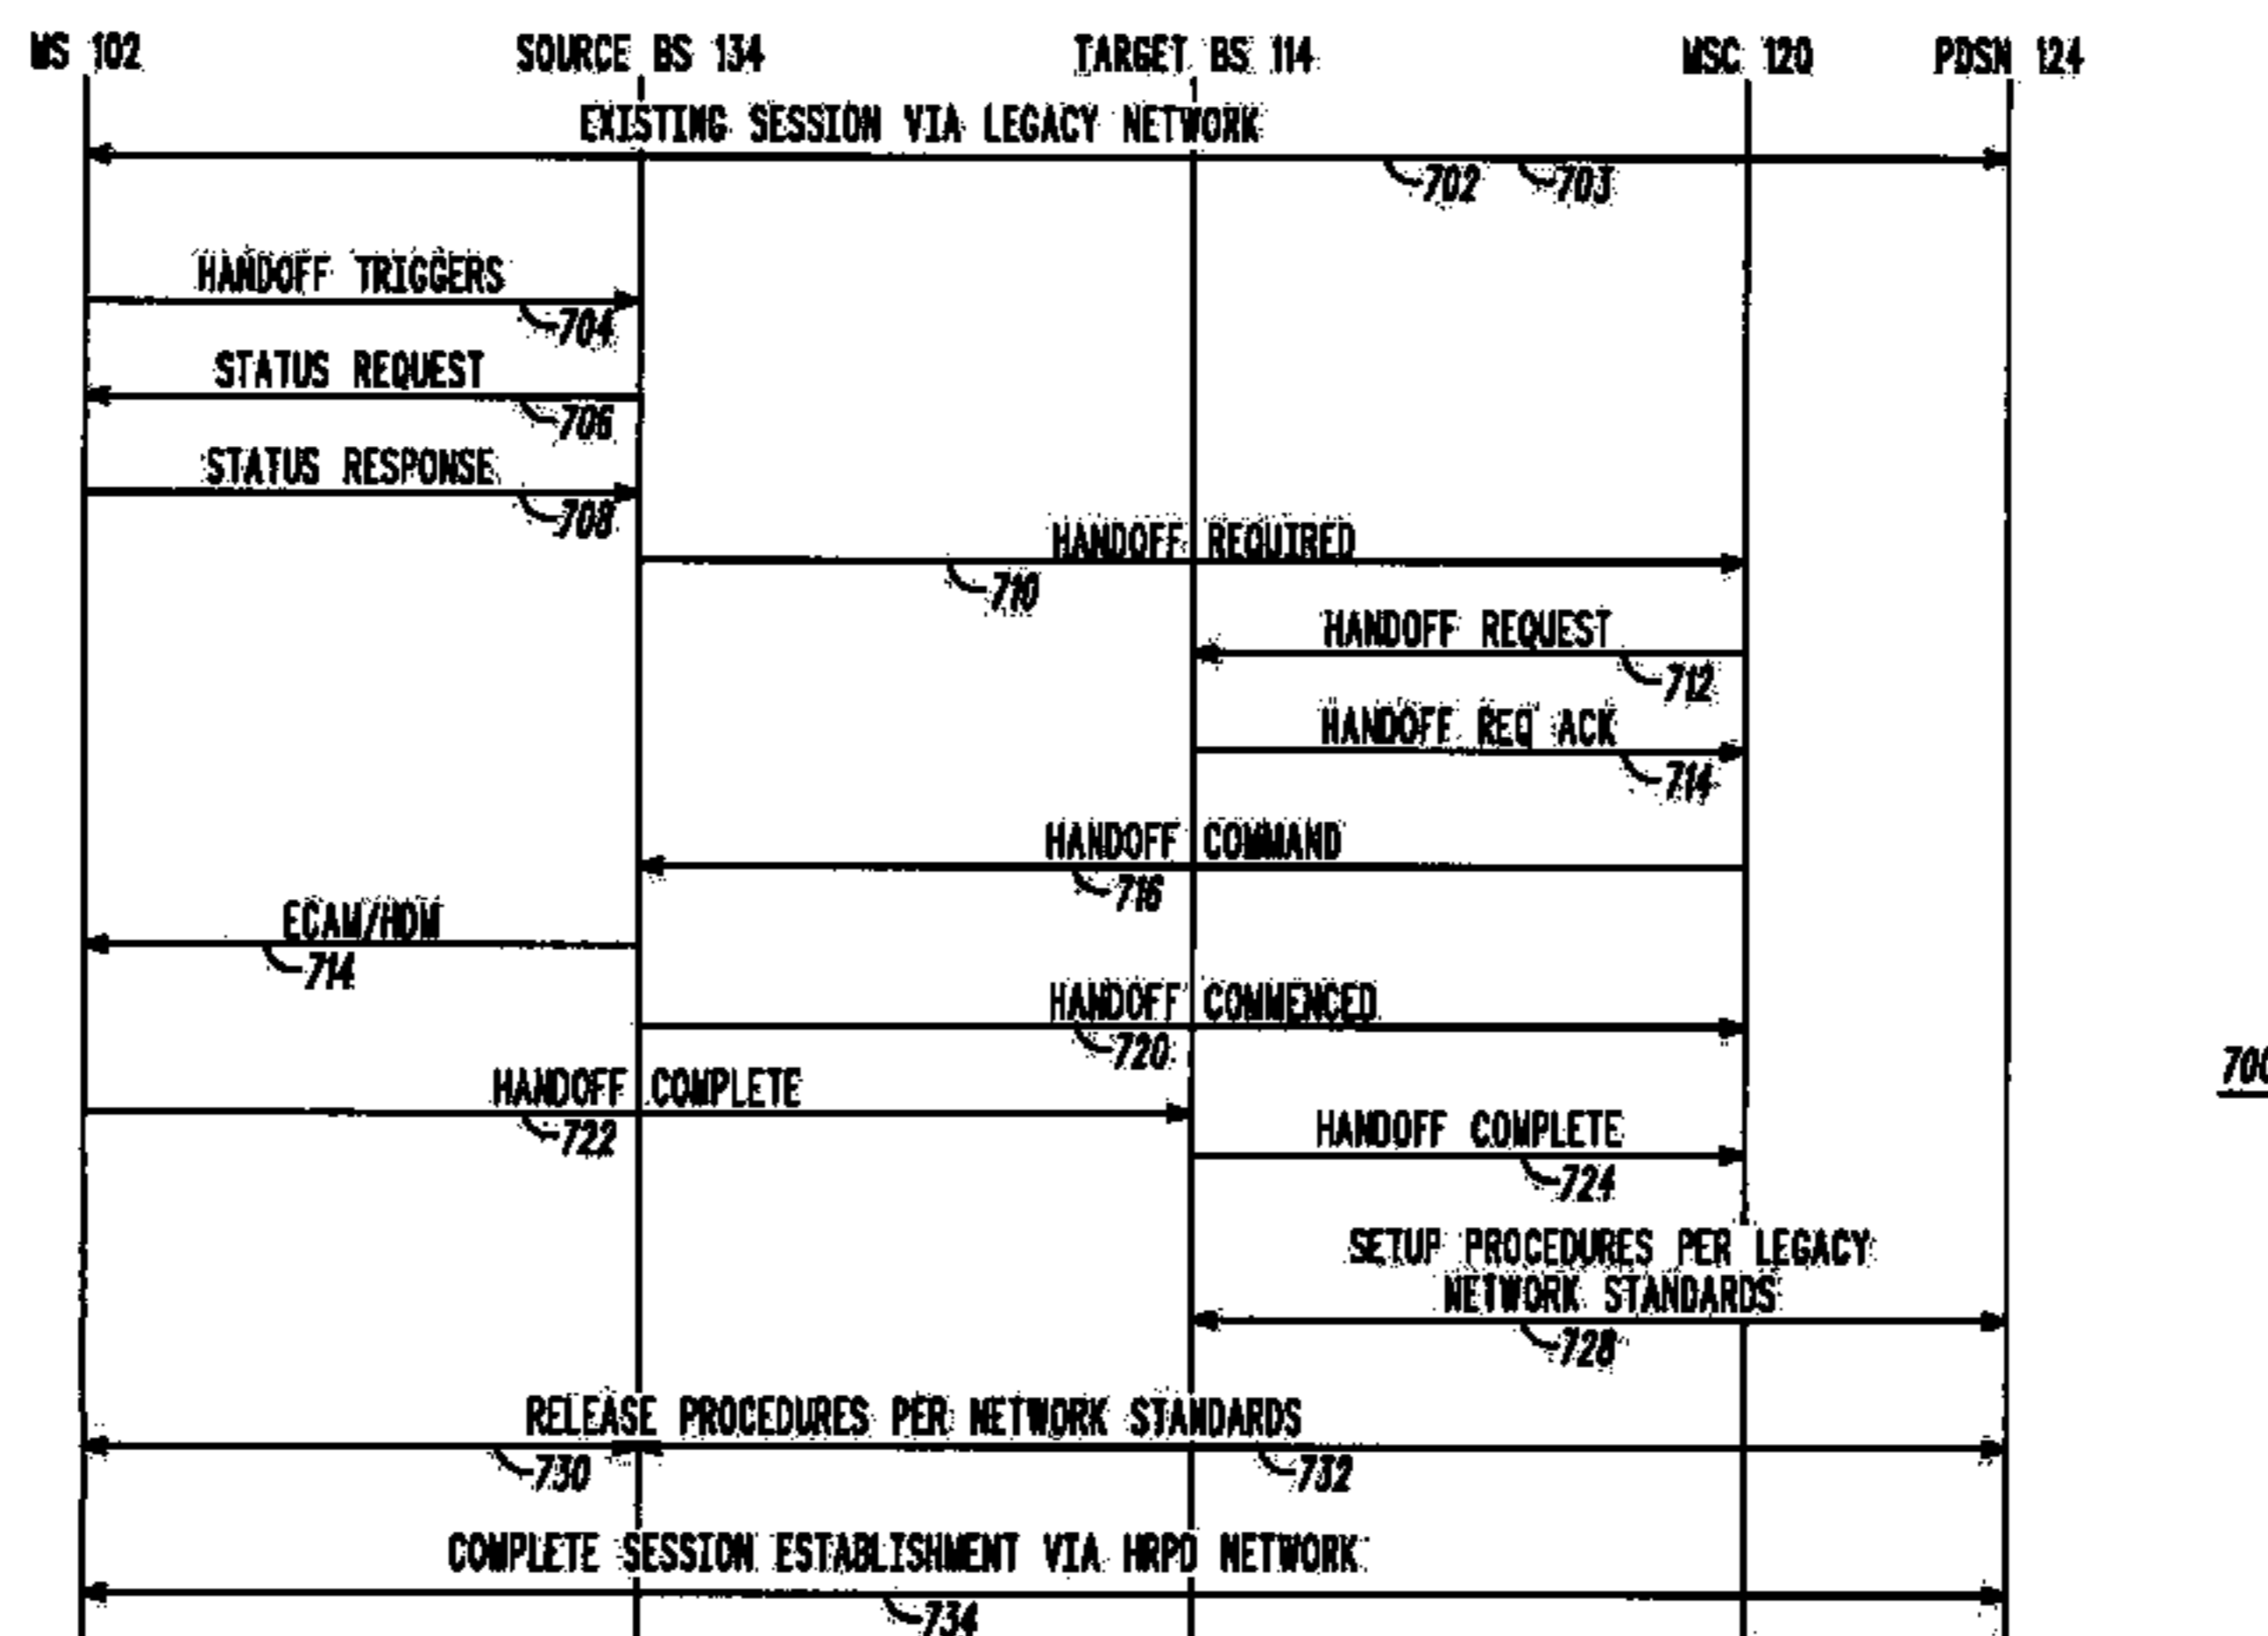 MS 102 SOURCE BS 134 TARGET BS 114 MSC 120 PDSN 124
EXISTING SESSION VIA LEGACY NETWORK
702 703
HANDOFF TRIGGERS
704
STATUS REQUEST
706
STATUS RESPONSE
708
HANDOFF REQUIRED
710
HANDOFF REQUEST
712
HANDOFF REQ ACK
714
HANDOFF COMMAND
716
ECAM/HDM
714
HANDOFF COMMENCED
720
700
HANDOFF COMPLETE
722
HANDOFF COMPLETE
724
SETUP PROCEDURES PER LEGACY
NETWORK STANDARDS
728
RELEASE PROCEDURES PER NETWORK STANDARDS
730 732
COMPLETE SESSION ESTABLISHMENT VIA HRPD NETWORK
734